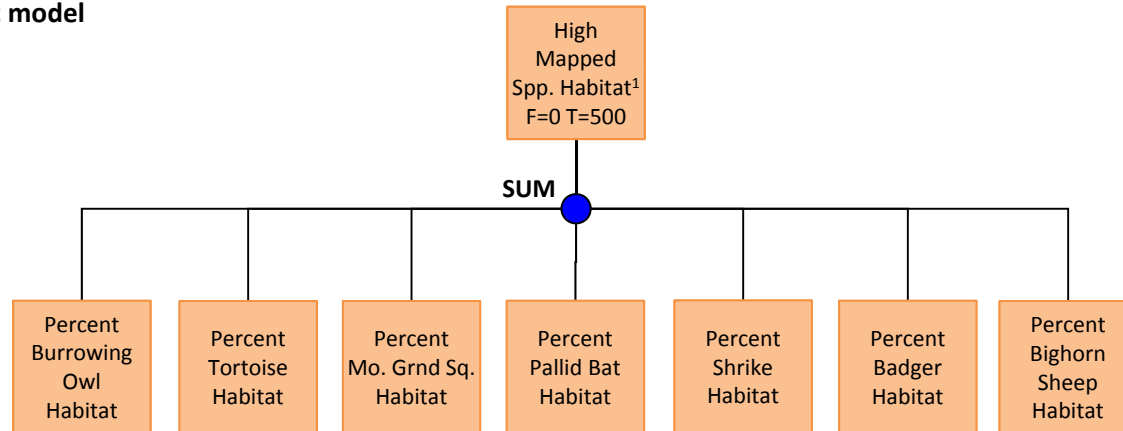 model
High
Mapped
Spp. Habitat¹
F=0 T=500
SUM
Percent
Burrowing
Owl
Habitat
Percent
Tortoise
Habitat
Percent
Mo. Grnd Sq.
Habitat
Percent
Pallid Bat
Habitat
Percent
Shrike
Habitat
Percent
Badger
Habitat
Percent
Bighorn
Sheep
Habitat